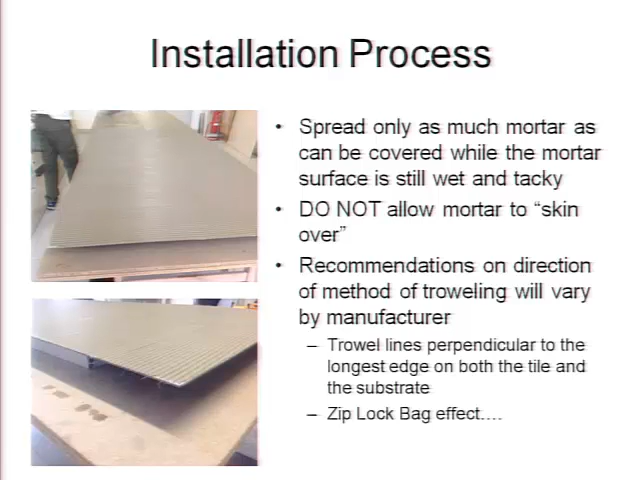 Installation Process
• Spread only as much mortar as
can be covered while the mortar
surface is still wet and tacky
• DO NOT allow mortar to “skin
over”
• Recommendations on direction
of method of troweling will vary
by manufacturer
– Trowel lines perpendicular to the
longest edge on both the tile and
the substrate
– Zip Lock Bag effect….